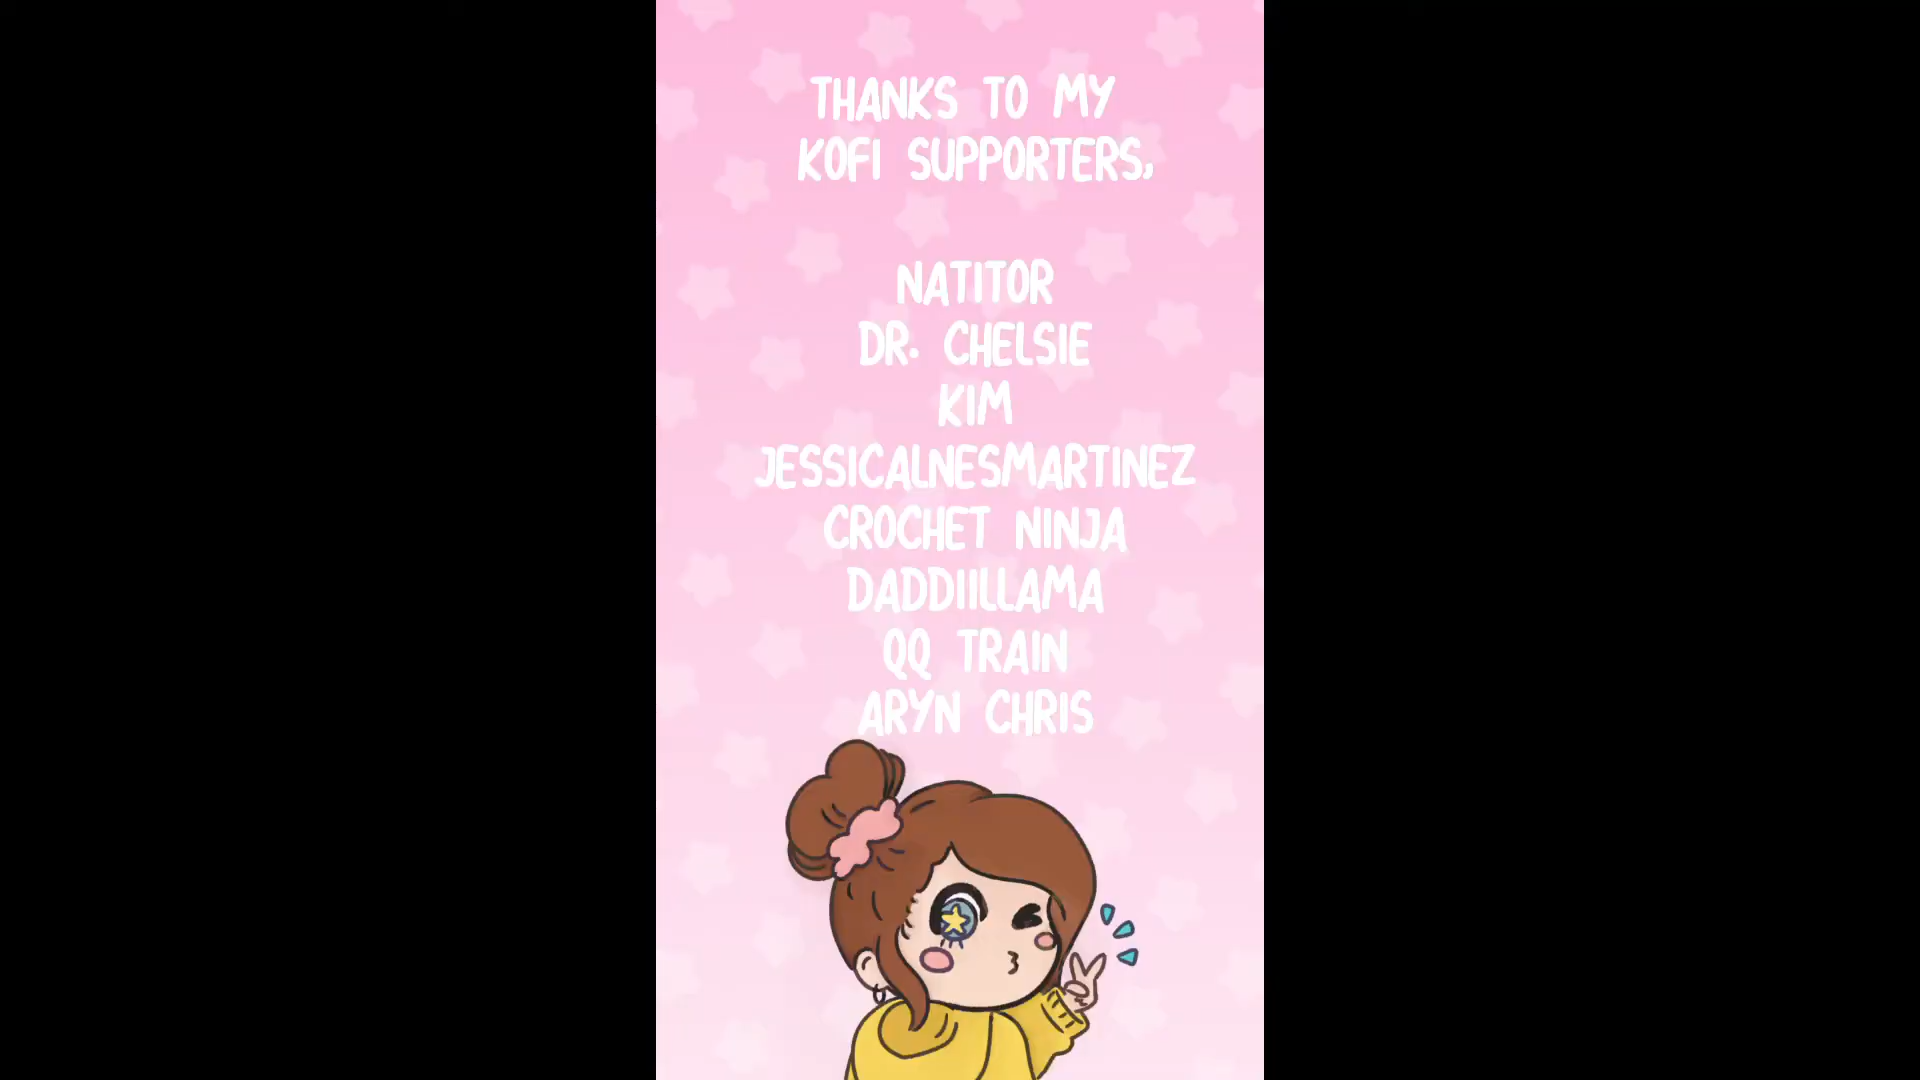 THANKS TO MY
KOFI SUPPORTERS,
NATITOR
DR. CHELSIE
KIM
JESSICALNESMARTINEZ
CROCHET NINJA
DADDIILLAMA
QQ TRAIN
ARYN CHRIS